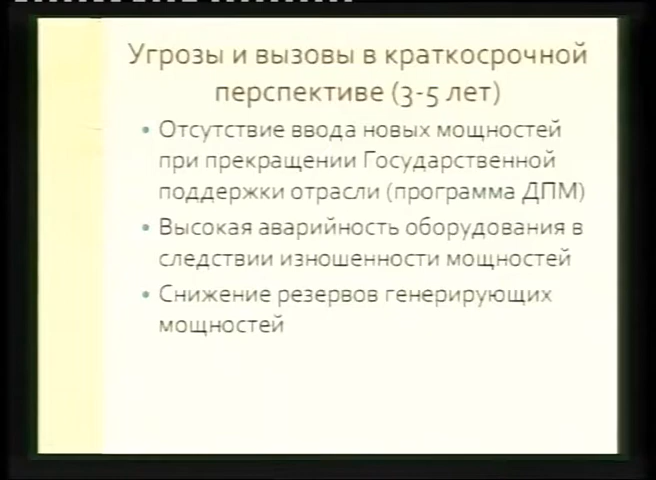 Угрозы и вызовы в краткосрочной
перспективе (3-5 лет)
• Отсутствие ввода новых мощностей
при прекращении Государственной
поддержки отрасли (программа ДПМ)
• Высокая аварийность оборудования в
следствии изношенности мощностей
• Снижение резервов генерирующих
мощностей